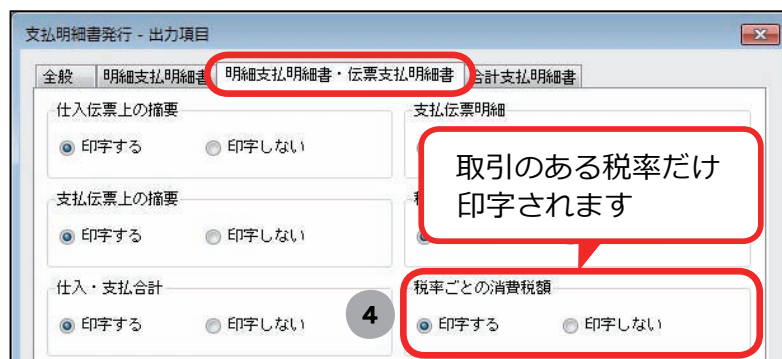 支払明細書発行 - 出力項目
全般 明細支払明細書 明細支払明細書・伝票支払明細書 合計支払明細書
仕入伝票上の摘要 支払伝票明細
印字する 印字しない
取引のある税率だけ
印字されます
支払伝票上の摘要
印字する 印字しない
仕入・支払合計 4 税率ごとの消費税額
印字する 印字しない 印字する 印字しない